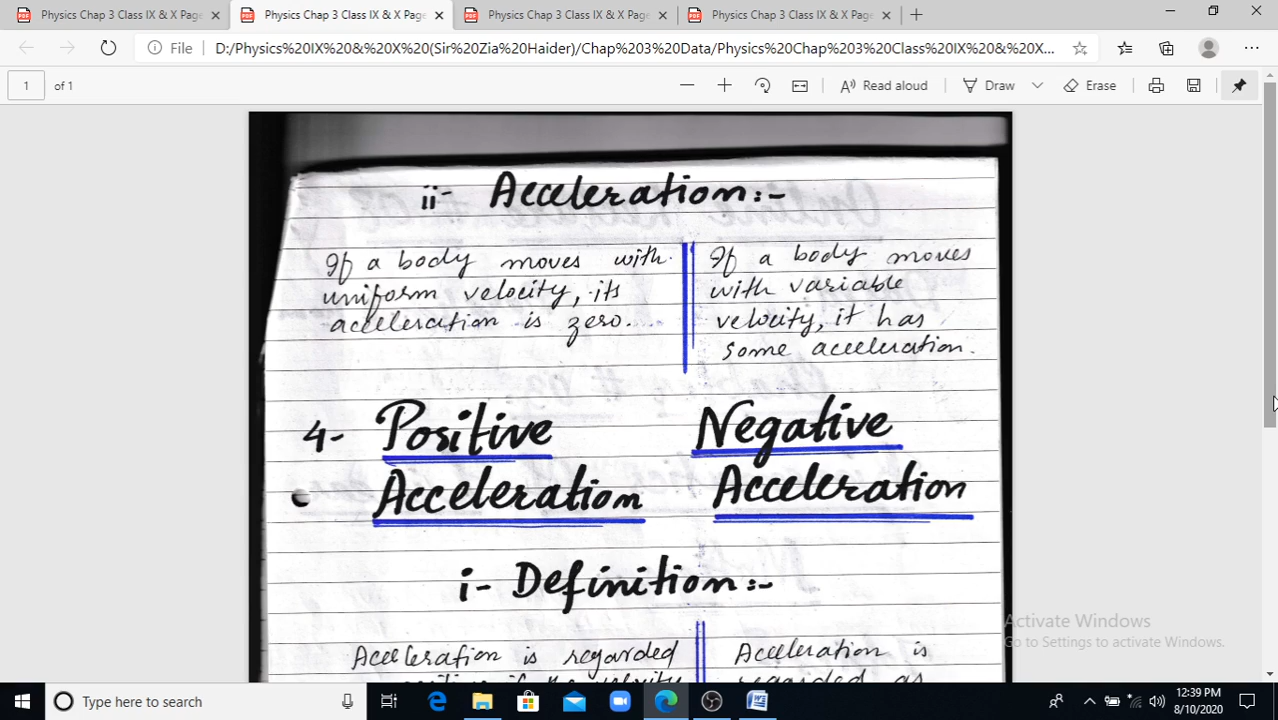 Physics Chap 3 Class IX & X Page
Physics Chap 3 Class IX & X Page
Physics Chap 3 Class IX & X Page
Physics Chap 3 Class IX & X Page
File
D:/Physics%20IX%20&%20X%20(Sir%20Zia%20Haider)/Chap%203%20Data/Physics%20Chap%203%20Class%20IX%20&%20X...
1 of 1
Read aloud
Draw
Erase
ii- Acceleration:-
If a body moves with
uniform velocity, its
acceleration is zero.
If a body moves
with variable
velocity, it has
some acceleration.
4- Positive
Acceleration
Negative
Acceleration
i- Definition:-
Acceleration is regarded
Acceleration is
regarded as
Activate Windows
Go to Settings to activate Windows.
Type here to search
12:39 PM
8/10/2020